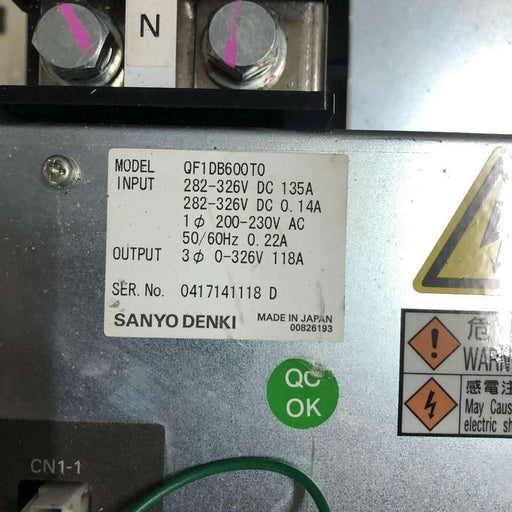 N
MODEL QF1DB600T0
INPUT 282-326V DC 135A
282-326V DC 0.14A
1φ 200-230V AC
50/60Hz 0.22A
OUTPUT 3φ 0-326V 118A
SER. No. 0417141118 D
SANYO DENKI MADE IN JAPAN
00826193
QC
OK
危
WARN
感電注
May Caus
electric sh
CN1-1